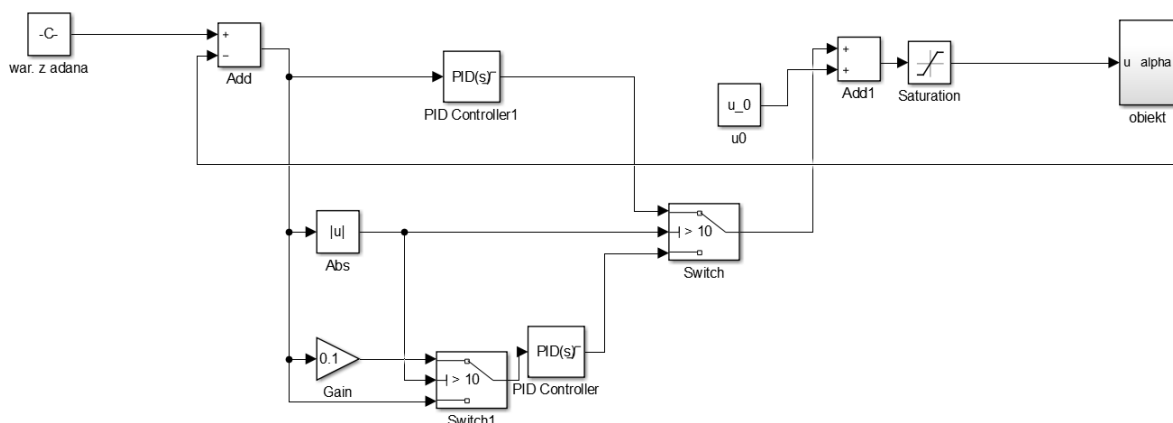 -C-
war. z adana
+
−
Add
PID(s)
PID Controller1
u_0
u0
+
+
Add1
Saturation
u alpha
obiekt
|u|
Abs
> 10
Switch
0.1
Gain
> 10
Switch1
PID(s)
PID Controller